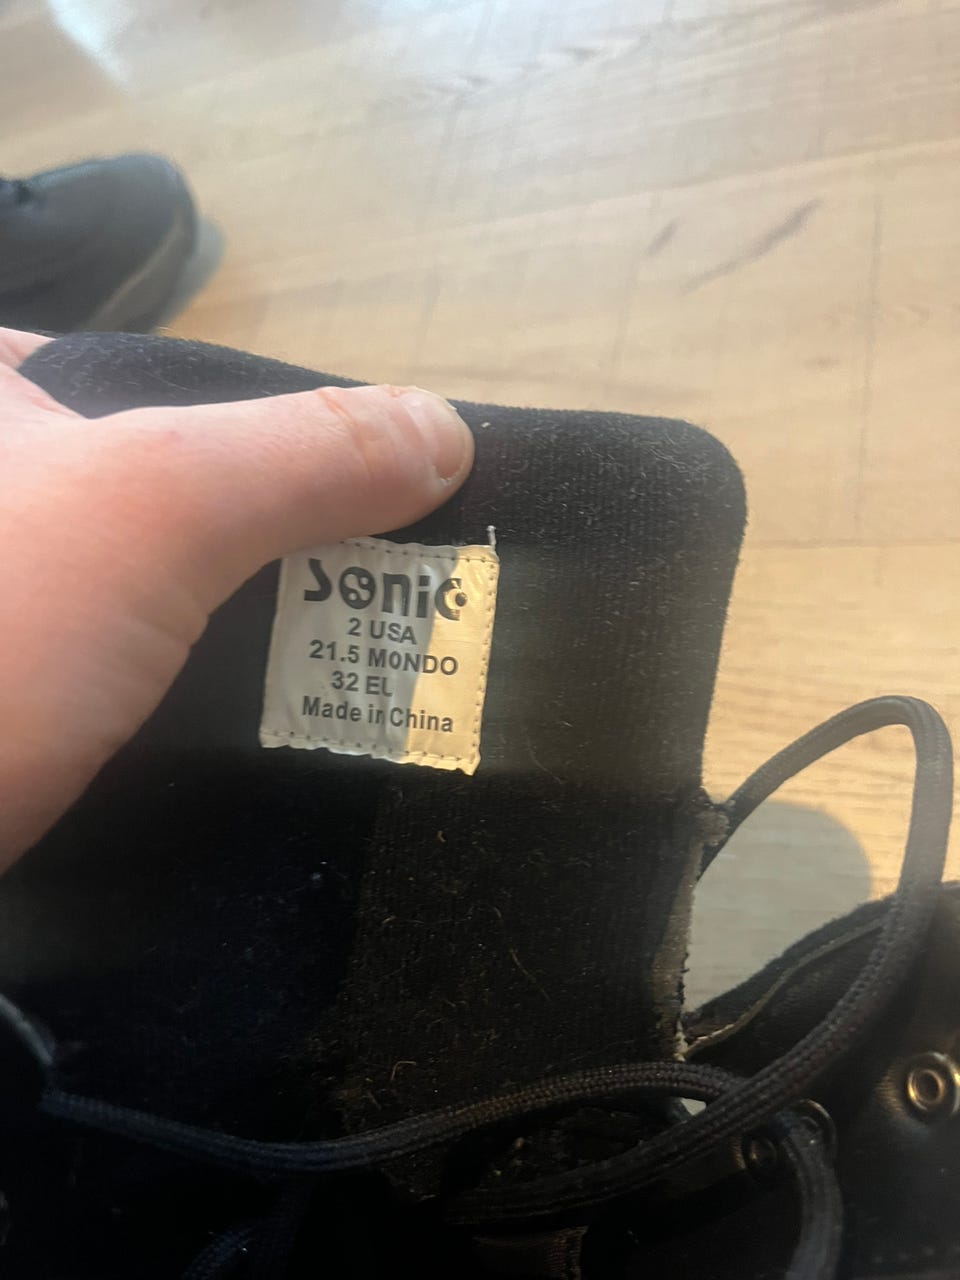 Sonic
2 USA
21.5 MONDO
32 EU
Made in China